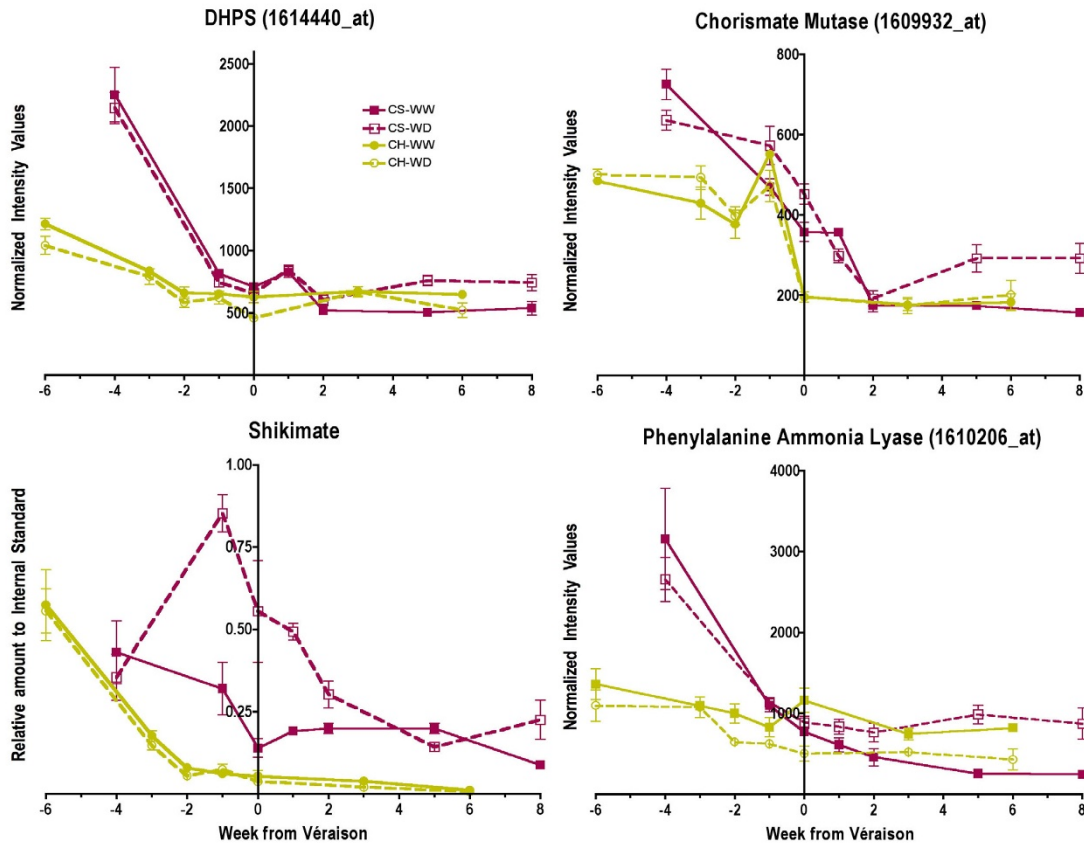 DHPS (1614440_at)
Normalized Intensity Values
2500
2000
1500
1000
500
-6 -4 -2 0 2 4 6 8
CS-WW
CS-WD
CH-WW
CH-WD
Chorismate Mutase (1609932_at)
Normalized Intensity Values
800
600
400
200
-6 -4 -2 0 2 4 6 8
Shikimate
Relative amount to Internal Standard
1.00
0.75
0.50
0.25
-6 -4 -2 0 2 4 6 8
Week from Véraison
Phenylalanine Ammonia Lyase (1610206_at)
Normalized Intensity Values
4000
3000
2000
1000
-6 -4 -2 0 2 4 6 8
Week from Véraison